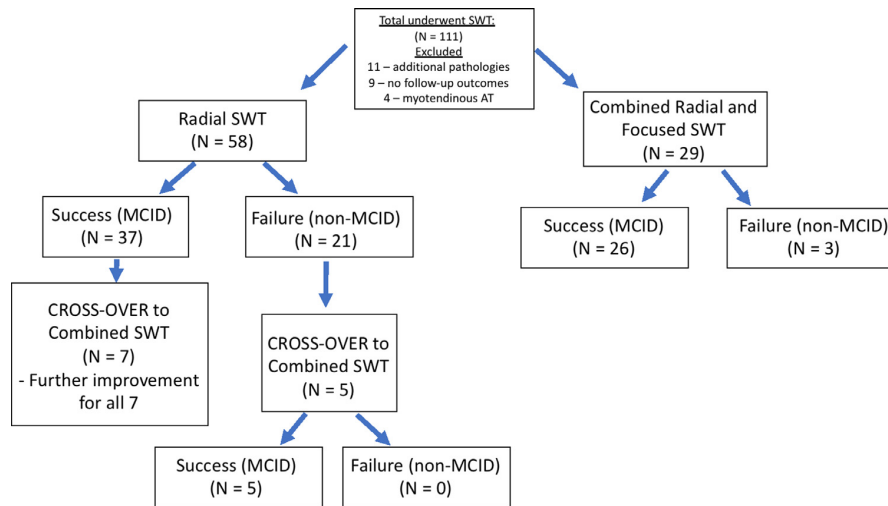 Total underwent SWT:
(N = 111)
Excluded
11 – additional pathologies
9 – no follow-up outcomes
4 – myotendinous AT
Radial SWT
(N = 58)
Combined Radial and
Focused SWT
(N = 29)
Success (MCID)
(N = 37)
Failure (non-MCID)
(N = 21)
Success (MCID)
(N = 26)
Failure (non-MCID)
(N = 3)
CROSS-OVER to
Combined SWT
(N = 7)
- Further improvement
for all 7
CROSS-OVER to
Combined SWT
(N = 5)
Success (MCID)
(N = 5)
Failure (non-MCID)
(N = 0)